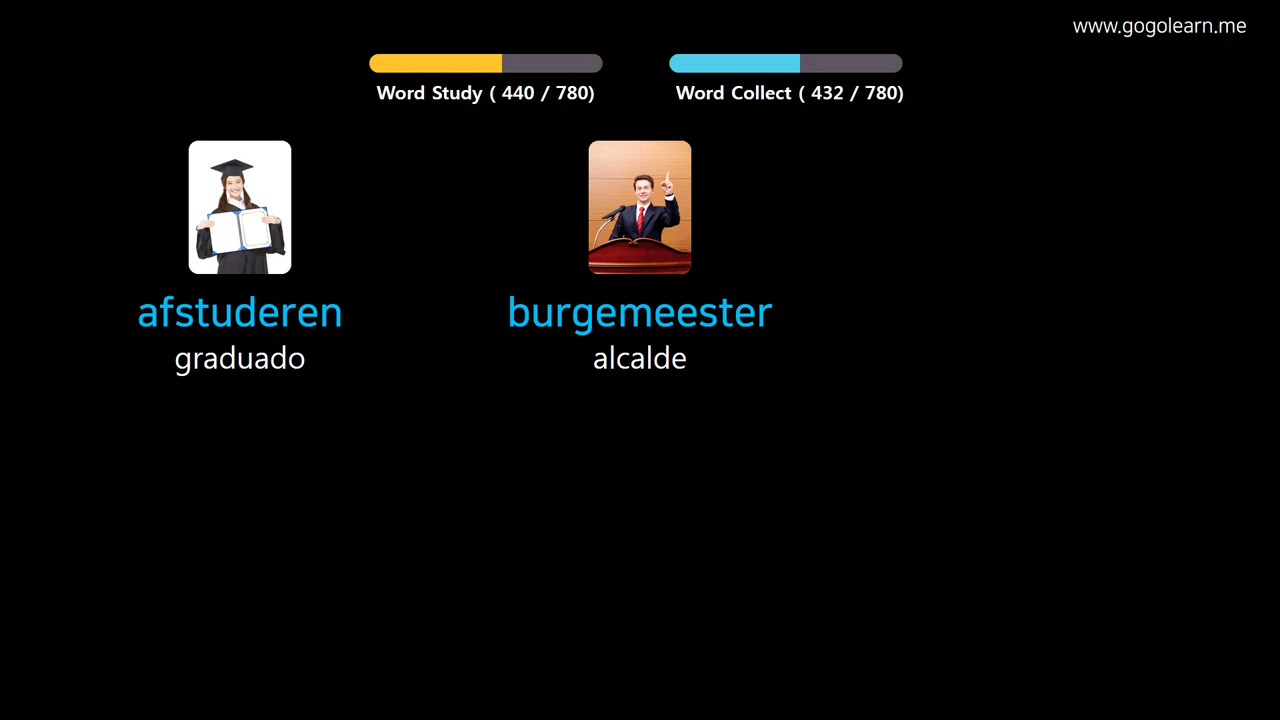 www.gogolearn.me
Word Study ( 440 / 780)
Word Collect ( 432 / 780)
afstuderen
graduado
burgemeester
alcalde